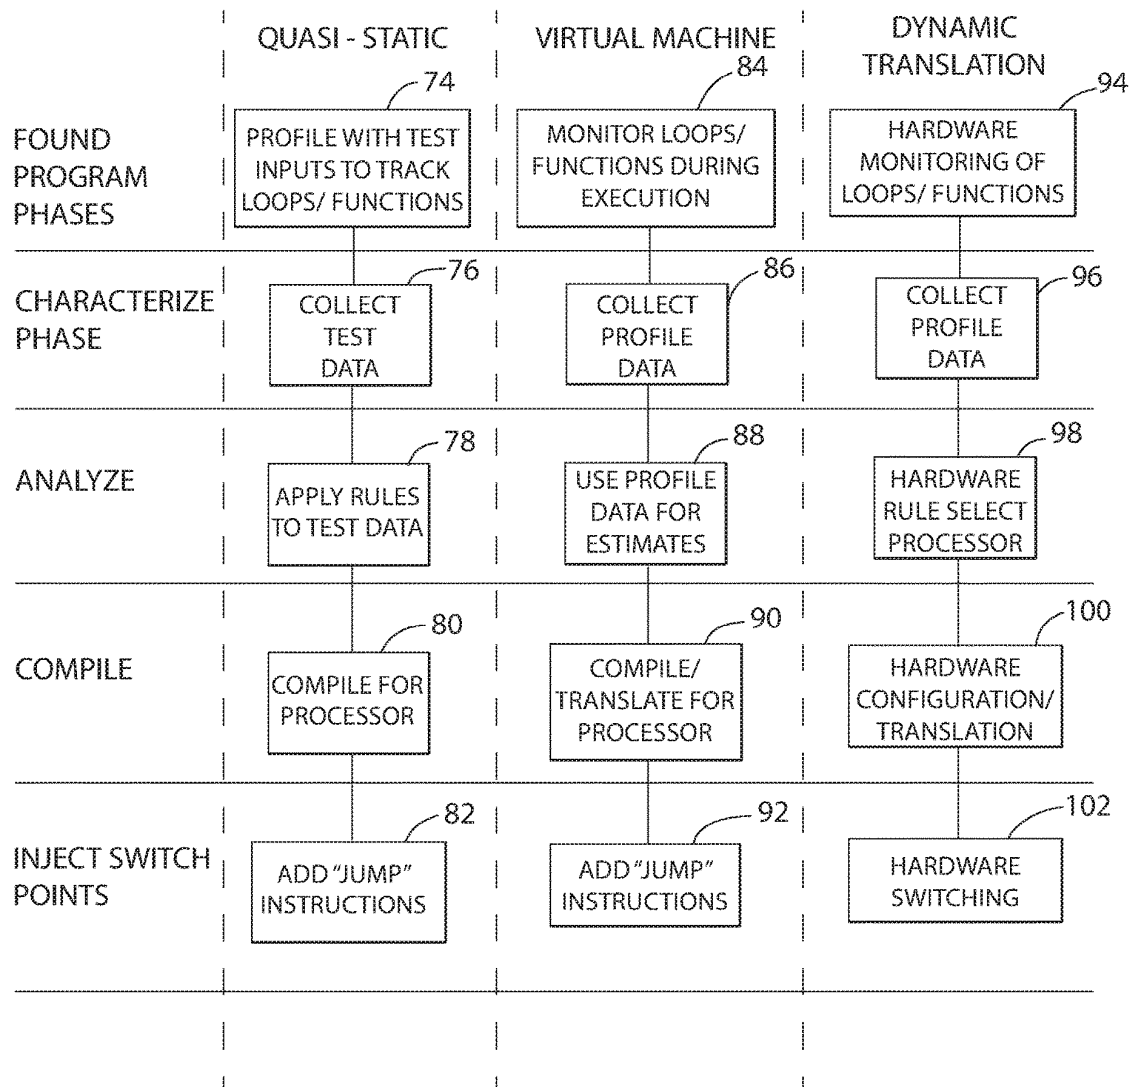 QUASI - STATIC
VIRTUAL MACHINE
DYNAMIC
TRANSLATION
74
84
94
FOUND
PROGRAM
PHASES
PROFILE WITH TEST
INPUTS TO TRACK
LOOPS/ FUNCTIONS
MONITOR LOOPS/
FUNCTIONS DURING
EXECUTION
HARDWARE
MONITORING OF
LOOPS/ FUNCTIONS
76
86
96
CHARACTERIZE
PHASE
COLLECT
TEST
DATA
COLLECT
PROFILE
DATA
COLLECT
PROFILE
DATA
78
88
98
ANALYZE
APPLY RULES
TO TEST DATA
USE PROFILE
DATA FOR
ESTIMATES
HARDWARE
RULE SELECT
PROCESSOR
80
90
100
COMPILE
COMPILE FOR
PROCESSOR
COMPILE/
TRANSLATE FOR
PROCESSOR
HARDWARE
CONFIGURATION/
TRANSLATION
82
92
102
INJECT SWITCH
POINTS
ADD "JUMP"
INSTRUCTIONS
ADD "JUMP"
INSTRUCTIONS
HARDWARE
SWITCHING